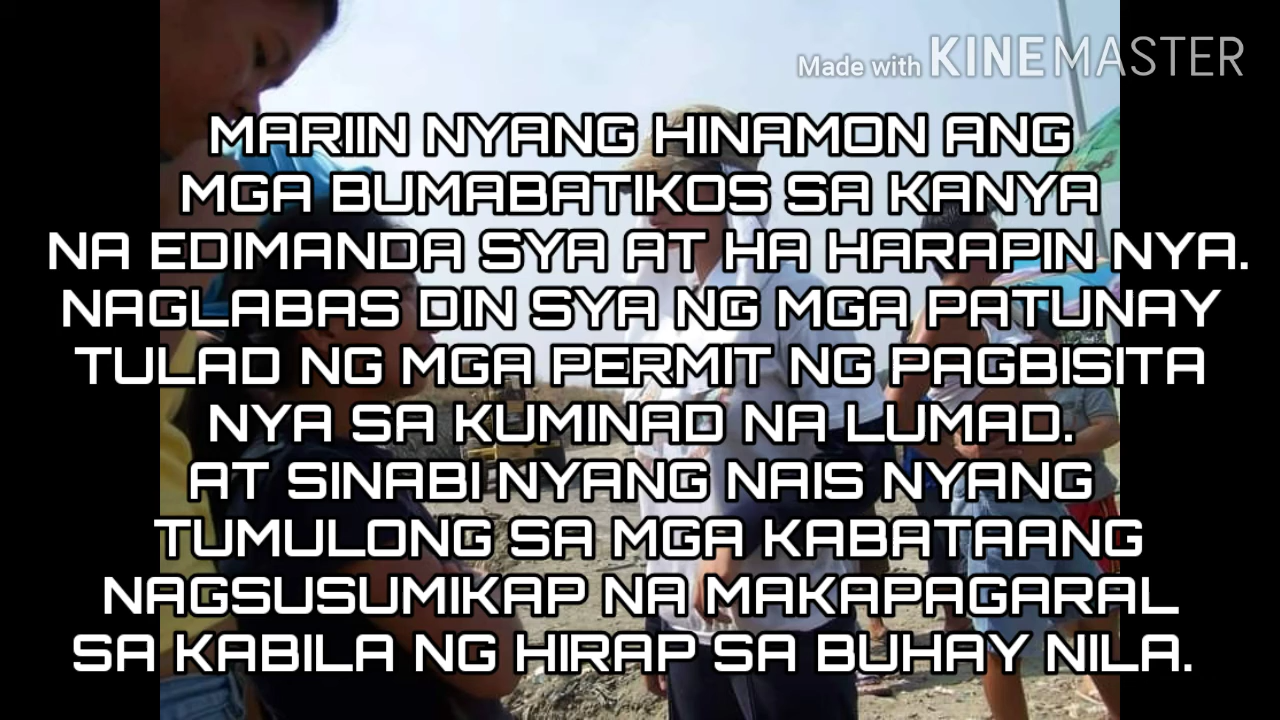 Made with KINEMASTER
MARIIN NYANG HINAMON ANG
MGA BUMABATIKOS SA KANYA
NA EDIMANDA SYA AT HA HARAPIN NYA.
NAGLABAS DIN SYA NG MGA PATUNAY
TULAD NG MGA PERMIT NG PAGBISITA
NYA SA KUMINAD NA LUMAD.
AT SINABI NYANG NAIS NYANG
TUMULONG SA MGA KABATAANG
NAGSUSUMIKAP NA MAKAPAGARAL
SA KABILA NG HIRAP SA BUHAY NILA.